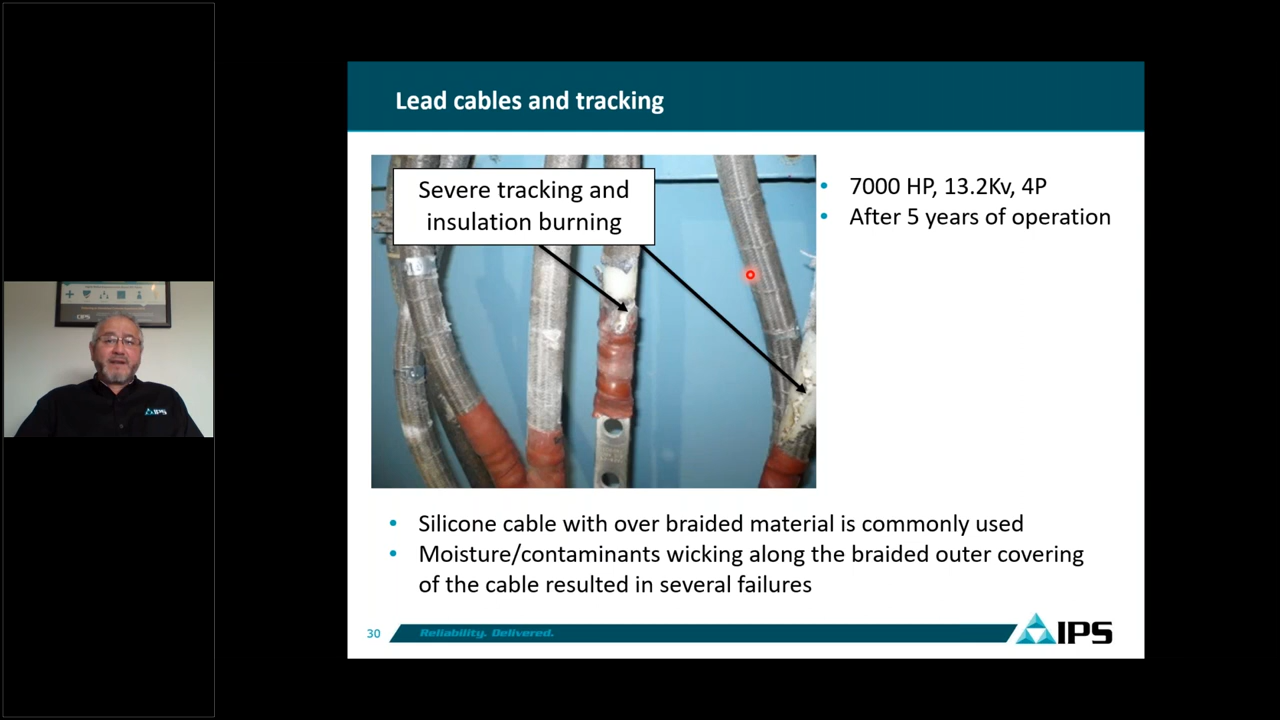 Lead cables and tracking
Severe tracking and
insulation burning
• 7000 HP, 13.2Kv, 4P
• After 5 years of operation
• Silicone cable with over braided material is commonly used
• Moisture/contaminants wicking along the braided outer covering
of the cable resulted in several failures
30
Reliability. Delivered.
IPS
IPS
IPS